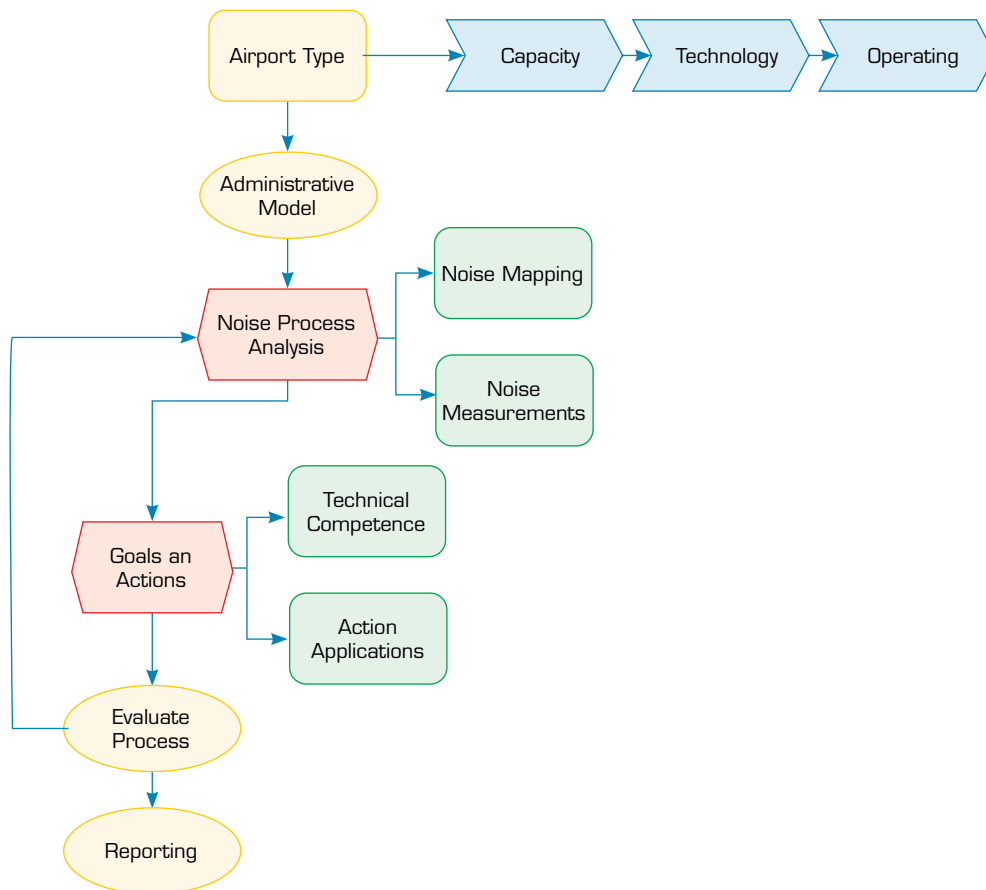 Airport Type
Capacity
Technology
Operating
Administrative
Model
Noise Mapping
Noise Process
Analysis
Noise
Measurements
Technical
Competence
Goals an
Actions
Action
Applications
Evaluate
Process
Reporting